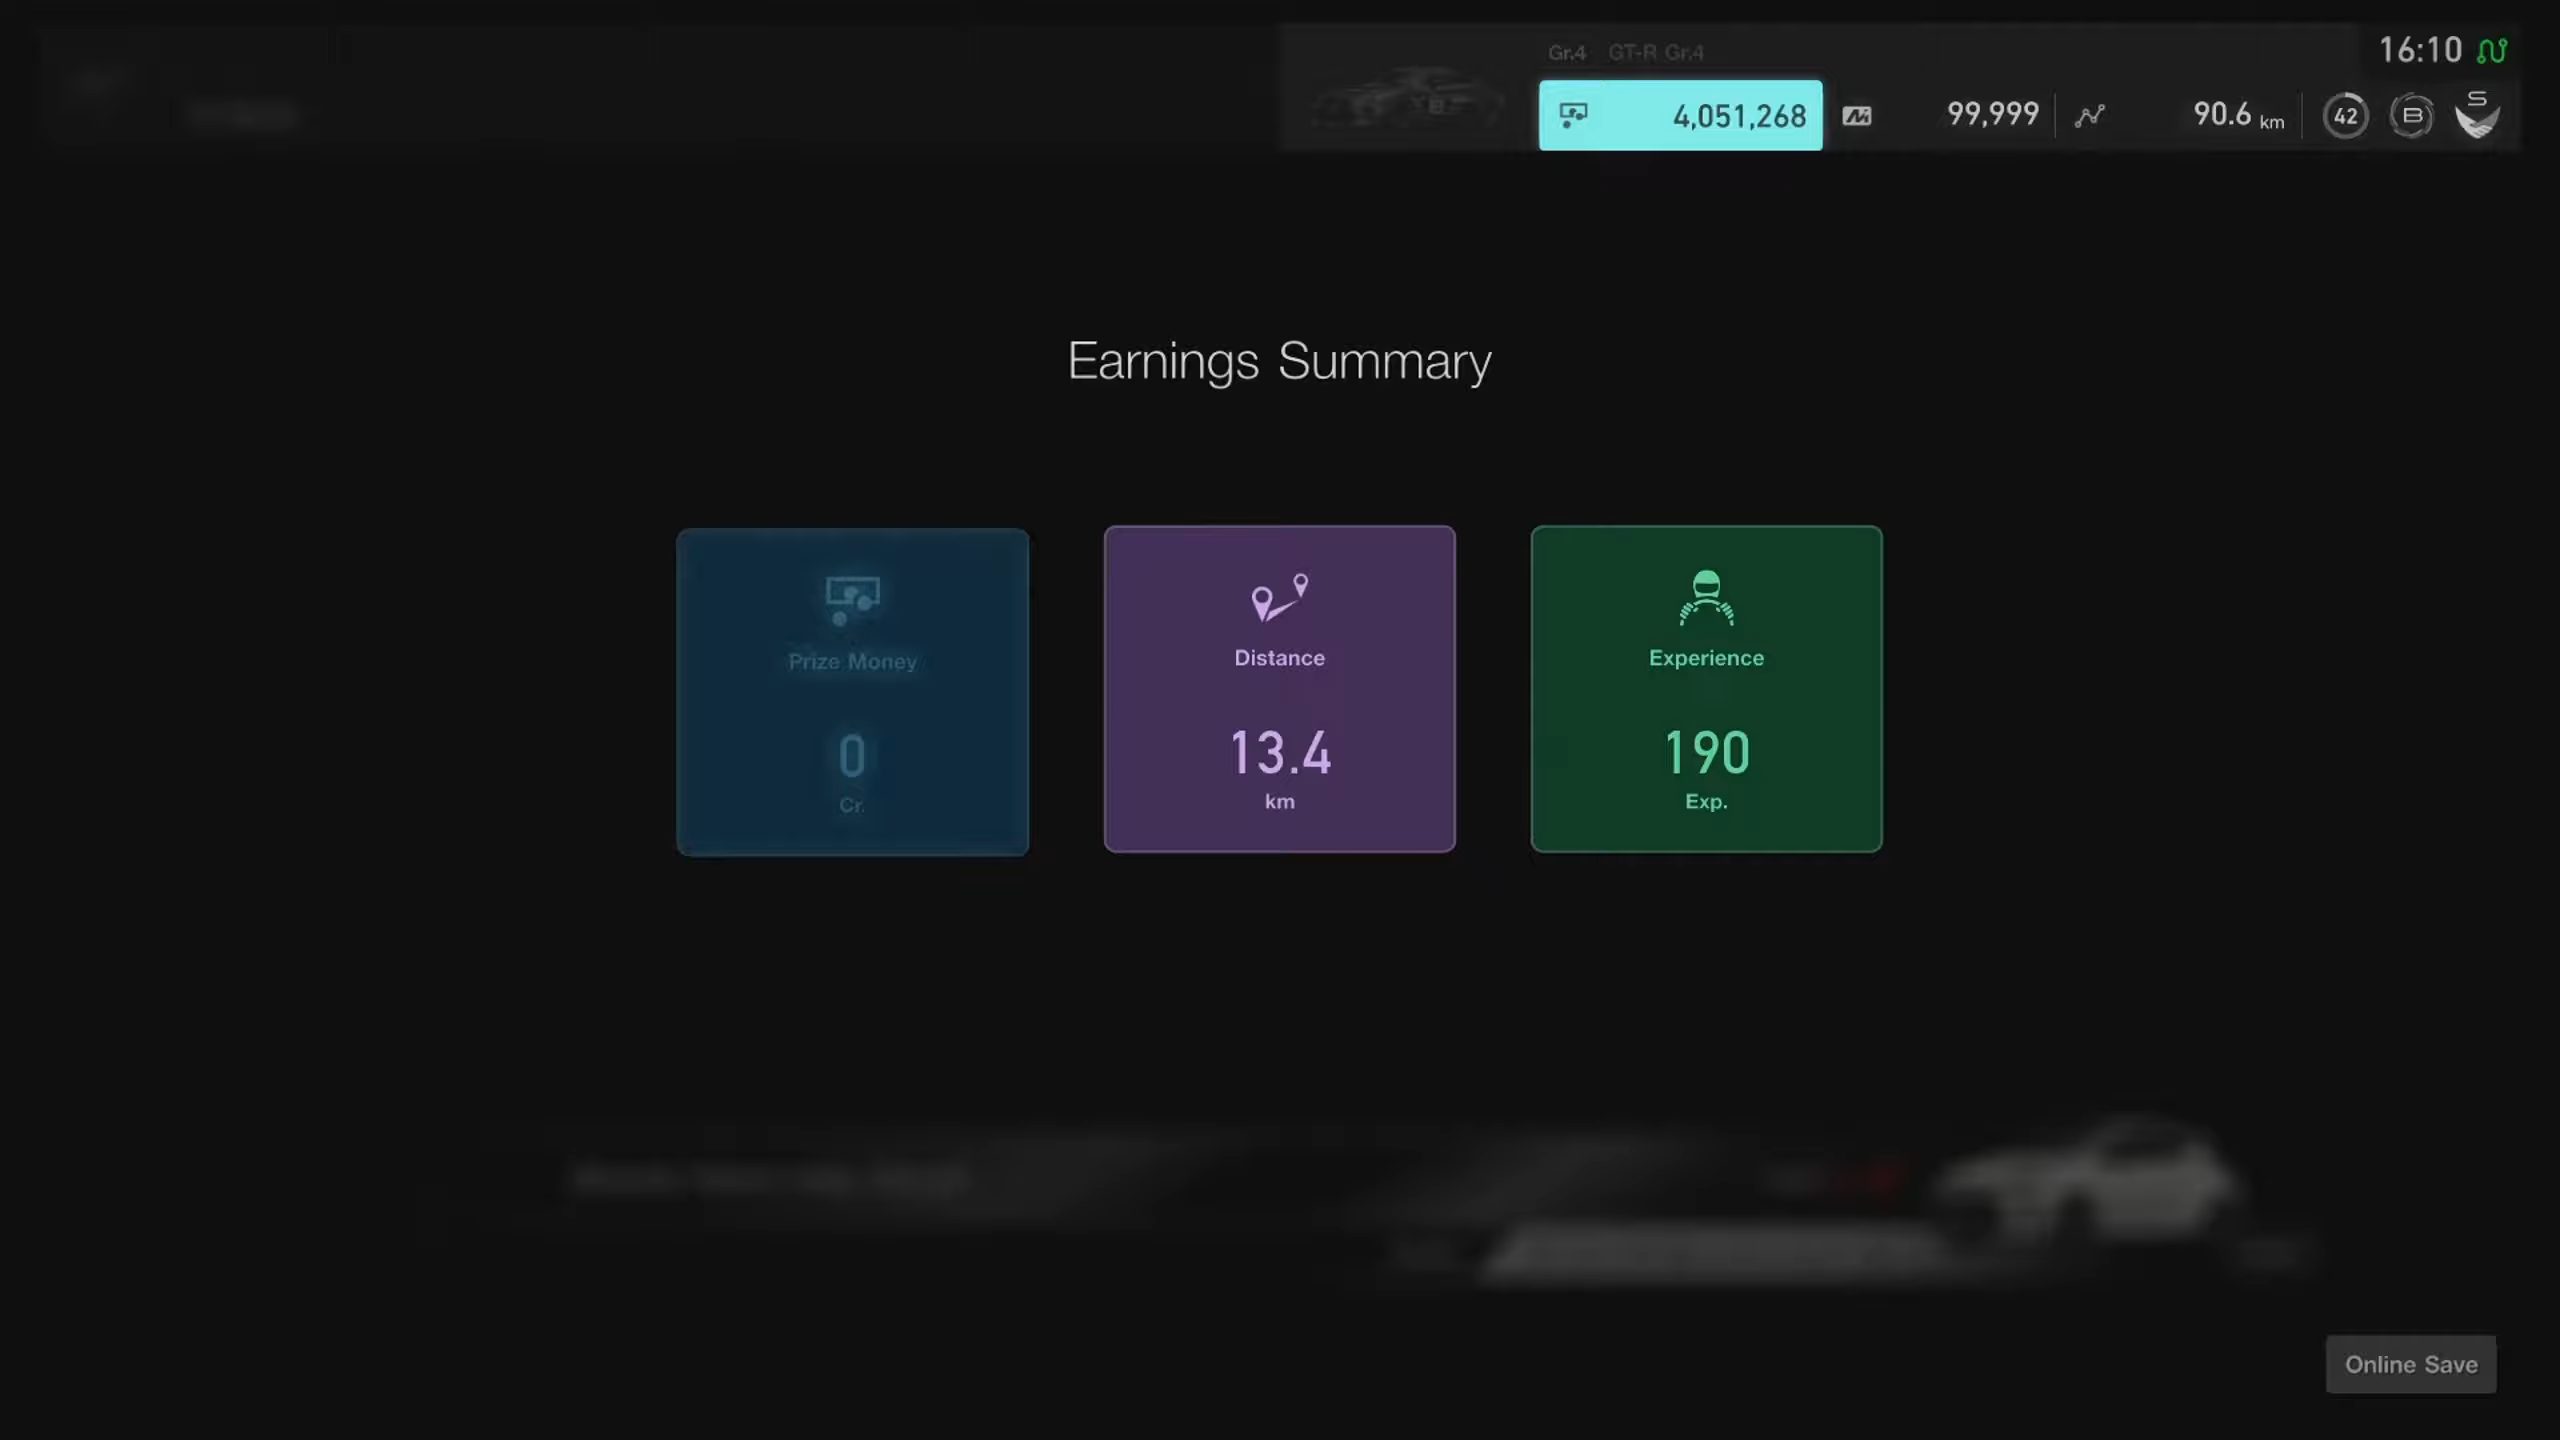 16:10
Gr.4 GT-R Gr.4
4,051,268 99,999 90.6 km 42 B S
Earnings Summary
Prize Money Distance Experience
0 13.4 190
Cr. km Exp.
Online Save